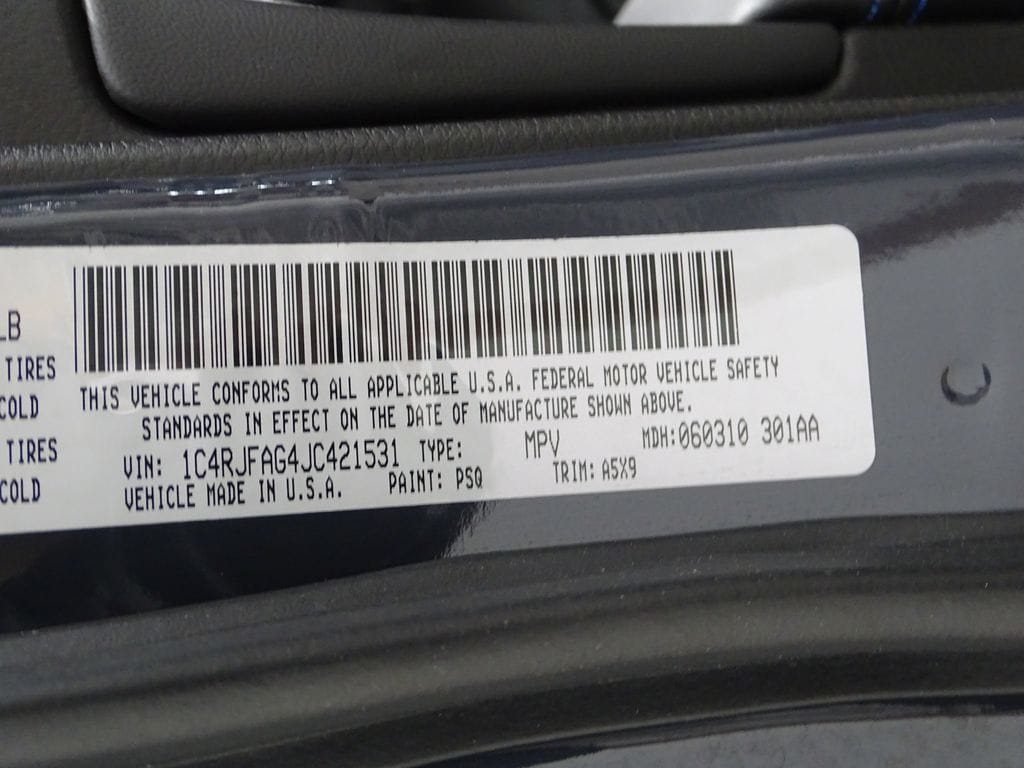 LB
TIRES
COLD
TIRES
COLD
THIS VEHICLE CONFORMS TO ALL APPLICABLE U.S.A. FEDERAL MOTOR VEHICLE SAFETY
STANDARDS IN EFFECT ON THE DATE OF MANUFACTURE SHOWN ABOVE.
VIN: 1C4RJFAG4JC421531 TYPE: MPV MDH:060310 301AA
VEHICLE MADE IN U.S.A. PAINT: PSQ TRIM: A5X9